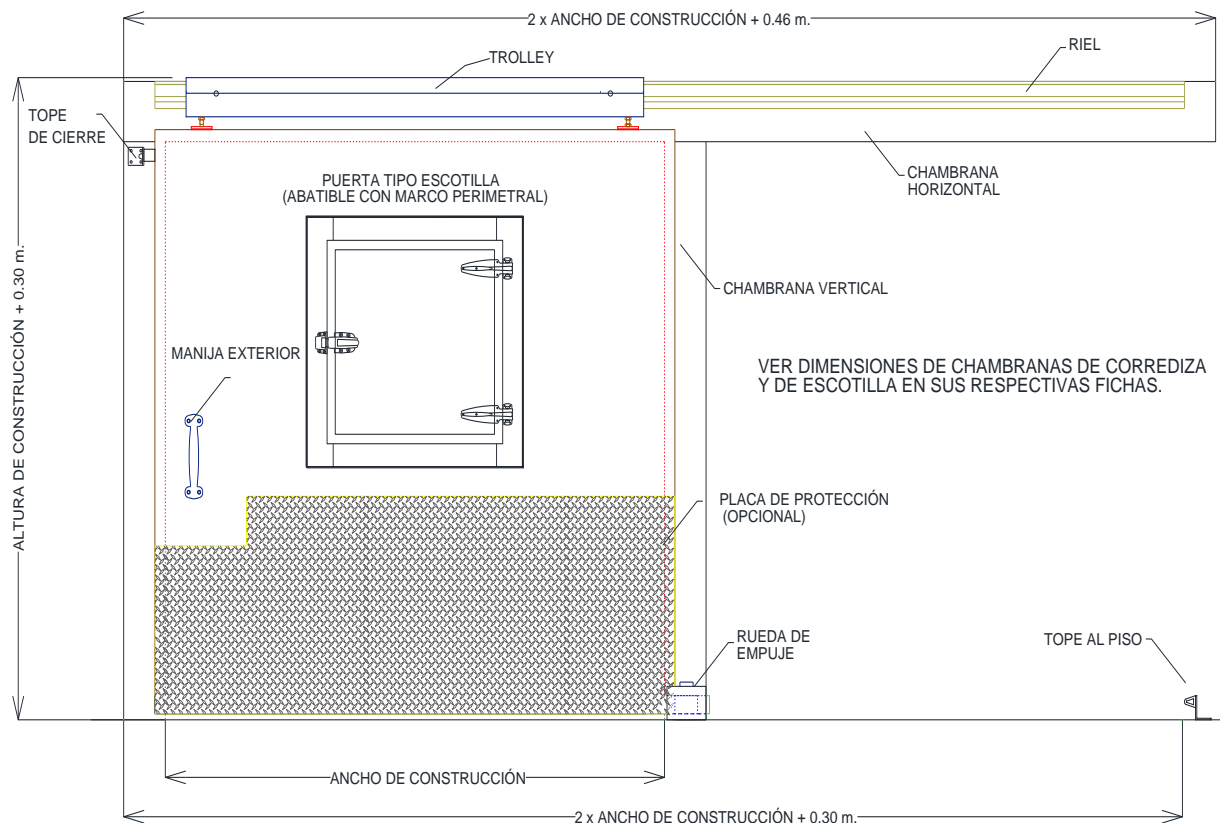 2 x ANCHO DE CONSTRUCCIÓN + 0.46 m.
TROLLEY
RIEL
TOPE
DE CIERRE
CHAMBRANA
HORIZONTAL
PUERTA TIPO ESCOTILLA
(ABATIBLE CON MARCO PERIMETRAL)
ALTURA DE CONSTRUCCIÓN + 0.30 m.
CHAMBRANA VERTICAL
MANIJA EXTERIOR
VER DIMENSIONES DE CHAMBRANAS DE CORREDIZA
Y DE ESCOTILLA EN SUS RESPECTIVAS FICHAS.
PLACA DE PROTECCIÓN
(OPCIONAL)
RUEDA DE
EMPUJE
TOPE AL PISO
ANCHO DE CONSTRUCCIÓN
2 x ANCHO DE CONSTRUCCIÓN + 0.30 m.